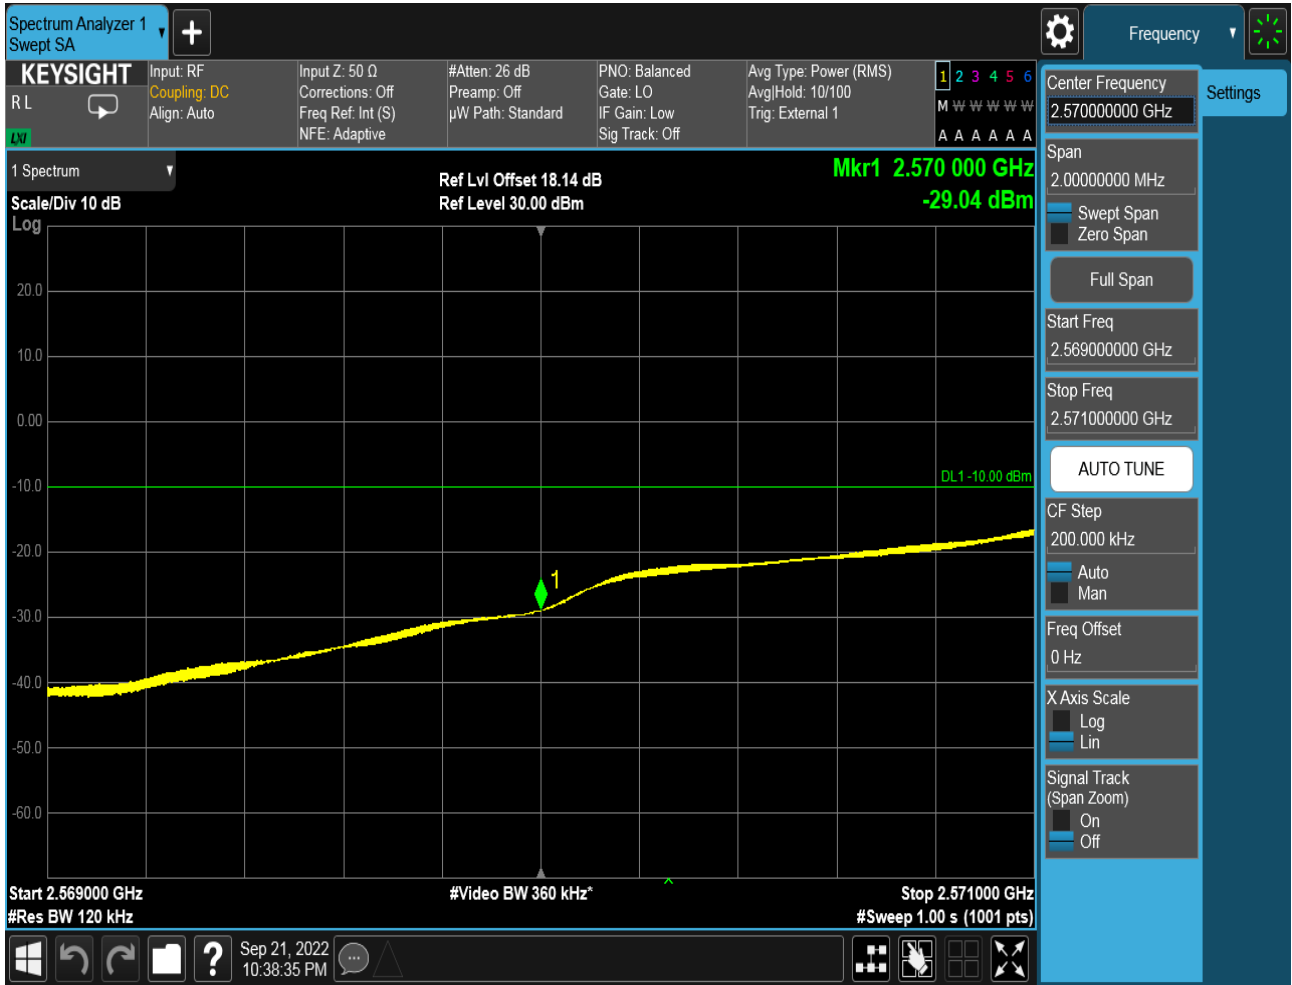 Spectrum Analyzer 1
Swept SA
Frequency
KEYSIGHT
R L
LXI
Input: RF
Coupling: DC
Align: Auto
Input Z: 50 Ω
Corrections: Off
Freq Ref: Int (S)
NFE: Adaptive
#Atten: 26 dB
Preamp: Off
µW Path: Standard
PNO: Balanced
Gate: LO
IF Gain: Low
Sig Track: Off
Avg Type: Power (RMS)
Avg|Hold: 10/100
Trig: External 1
1 2 3 4 5 6
M W W W W W
A A A A A A
1 Spectrum
Scale/Div 10 dB
Log
Ref Lvl Offset 18.14 dB
Ref Level 30.00 dBm
Mkr1 2.570 000 GHz
-29.04 dBm
20.0
10.0
0.00
-10.0
-20.0
-30.0
-40.0
-50.0
-60.0
DL1 -10.00 dBm
1
Start 2.569000 GHz
#Res BW 120 kHz
#Video BW 360 kHz*
Stop 2.571000 GHz
#Sweep 1.00 s (1001 pts)
Center Frequency
2.570000000 GHz
Settings
Span
2.00000000 MHz
Swept Span
Zero Span
Full Span
Start Freq
2.569000000 GHz
Stop Freq
2.571000000 GHz
AUTO TUNE
CF Step
200.000 kHz
Auto
Man
Freq Offset
0 Hz
X Axis Scale
Log
Lin
Signal Track
(Span Zoom)
On
Off
?
Sep 21, 2022
10:38:35 PM